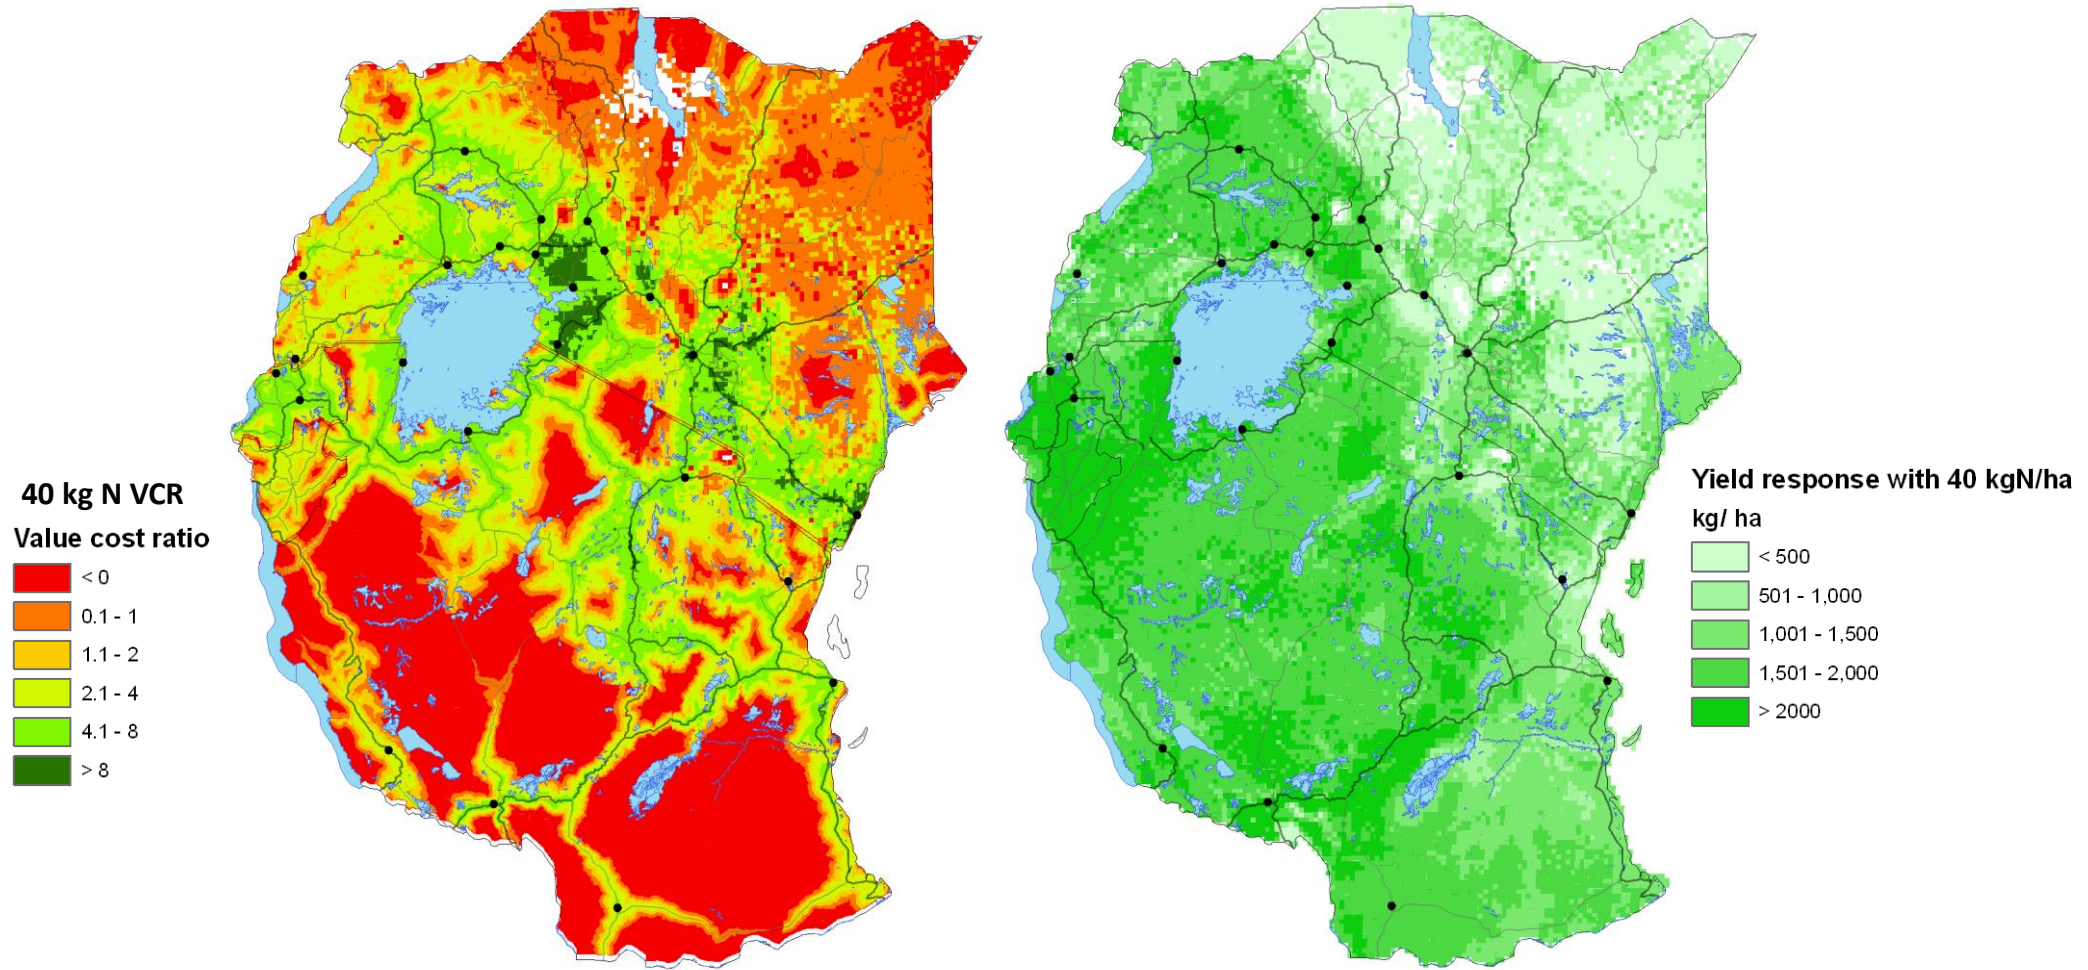 40 kg N VCR
Value cost ratio
< 0
0.1 - 1
1.1 - 2
2.1 - 4
4.1 - 8
> 8
Yield response with 40 kgN/ha
kg/ ha
< 500
501 - 1,000
1,001 - 1,500
1,501 - 2,000
> 2000